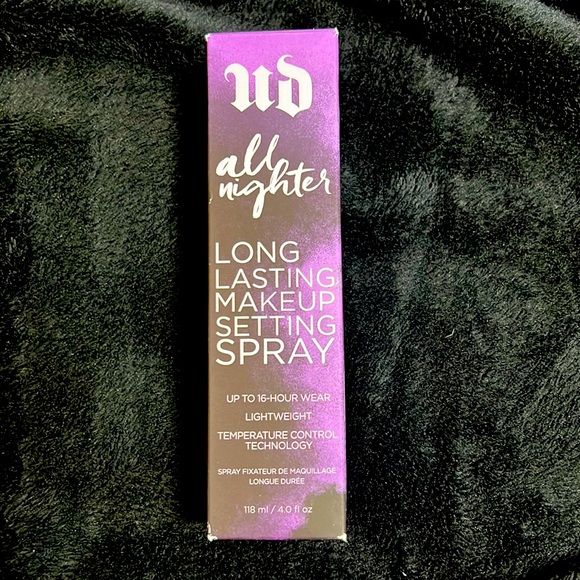 UD
all
nighter
LONG
LASTING
MAKEUP
SETTING
SPRAY
UP TO 16-HOUR WEAR
LIGHTWEIGHT
TEMPERATURE CONTROL
TECHNOLOGY
SPRAY FIXATEUR DE MAQUILLAGE
LONGUE DURÉE
118 ml / 4.0 fl oz